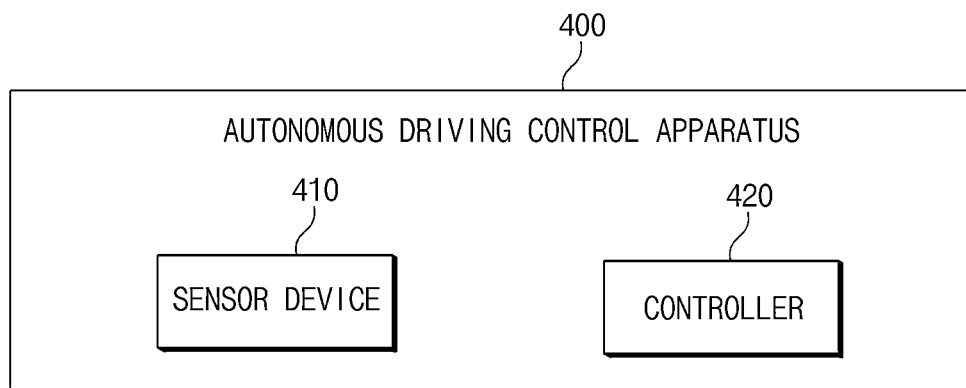 400
AUTONOMOUS DRIVING CONTROL APPARATUS
410
420
SENSOR DEVICE
CONTROLLER